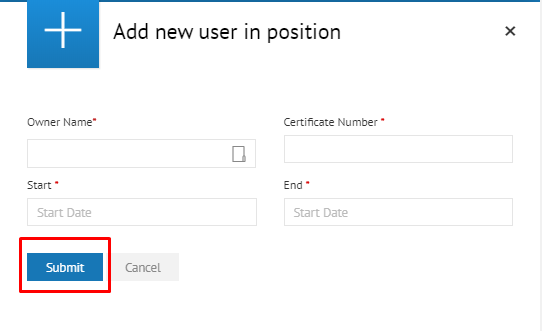 Add new user in position
Owner Name*
Certificate Number *
Start *
End *
Start Date
Start Date
Submit
Cancel